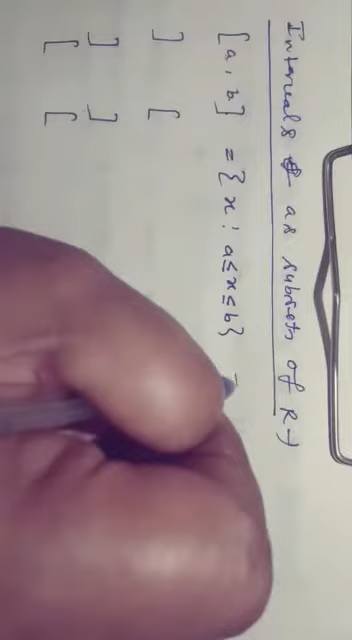 Intervals as subsets of R →
[a, b] = {x : a≤x≤b} –
] [
] ]
[ [